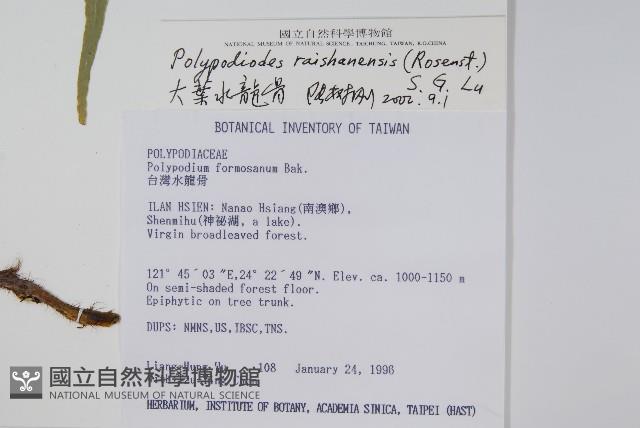 國立自然科學博物館
NATIONAL MUSEUM OF NATURAL SCIENCE, TAICHUNG, TAIWAN, R.O.CHINA
Polypodiodes raishanensis (Rosenst.)
S. G. Lu
大葉水龍骨 陸樹刚 2002. 9.1
BOTANICAL INVENTORY OF TAIWAN
POLYPODIACEAE
Polypodium formosanum Bak.
台灣水龍骨
ILAN HSIEN: Nanao Hsiang(南澳鄉),
Shenmihu(神祕湖, a lake).
Virgin broadleaved forest.
121° 45′ 03 ″E,24° 22′ 49 ″N. Elev. ca. 1000-1150 m
On semi-shaded forest floor.
Epiphytic on tree trunk.
DUPS: NMNS,US,IBSC,TNS.
108 January 24, 1996
國立自然科學博物館
NATIONAL MUSEUM OF NATURAL SCIENCE
HERBARIUM, INSTITUTE OF BOTANY, ACADEMIA SINICA, TAIPEI (HAST)